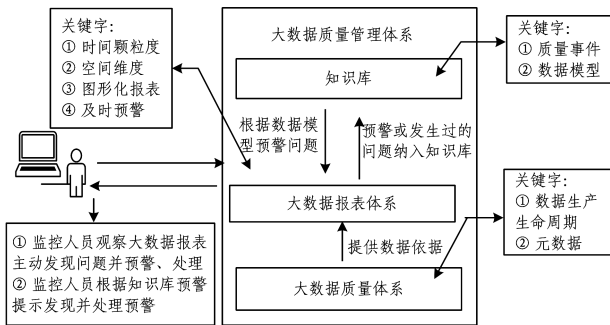 关键字：
① 时间颗粒度
② 空间维度
③ 图形化报表
④ 及时预警
大数据质量管理体系
知识库
关键字：
① 质量事件
② 数据模型
根据数据模
型预警问题
预警或发生过的
问题纳入知识库
大数据报表体系
关键字：
① 数据生产
生命周期
② 元数据
提供数据依据
大数据质量体系
① 监控人员观察大数据报表
主动发现问题并预警、处理
② 监控人员根据知识库预警
提示发现并处理预警